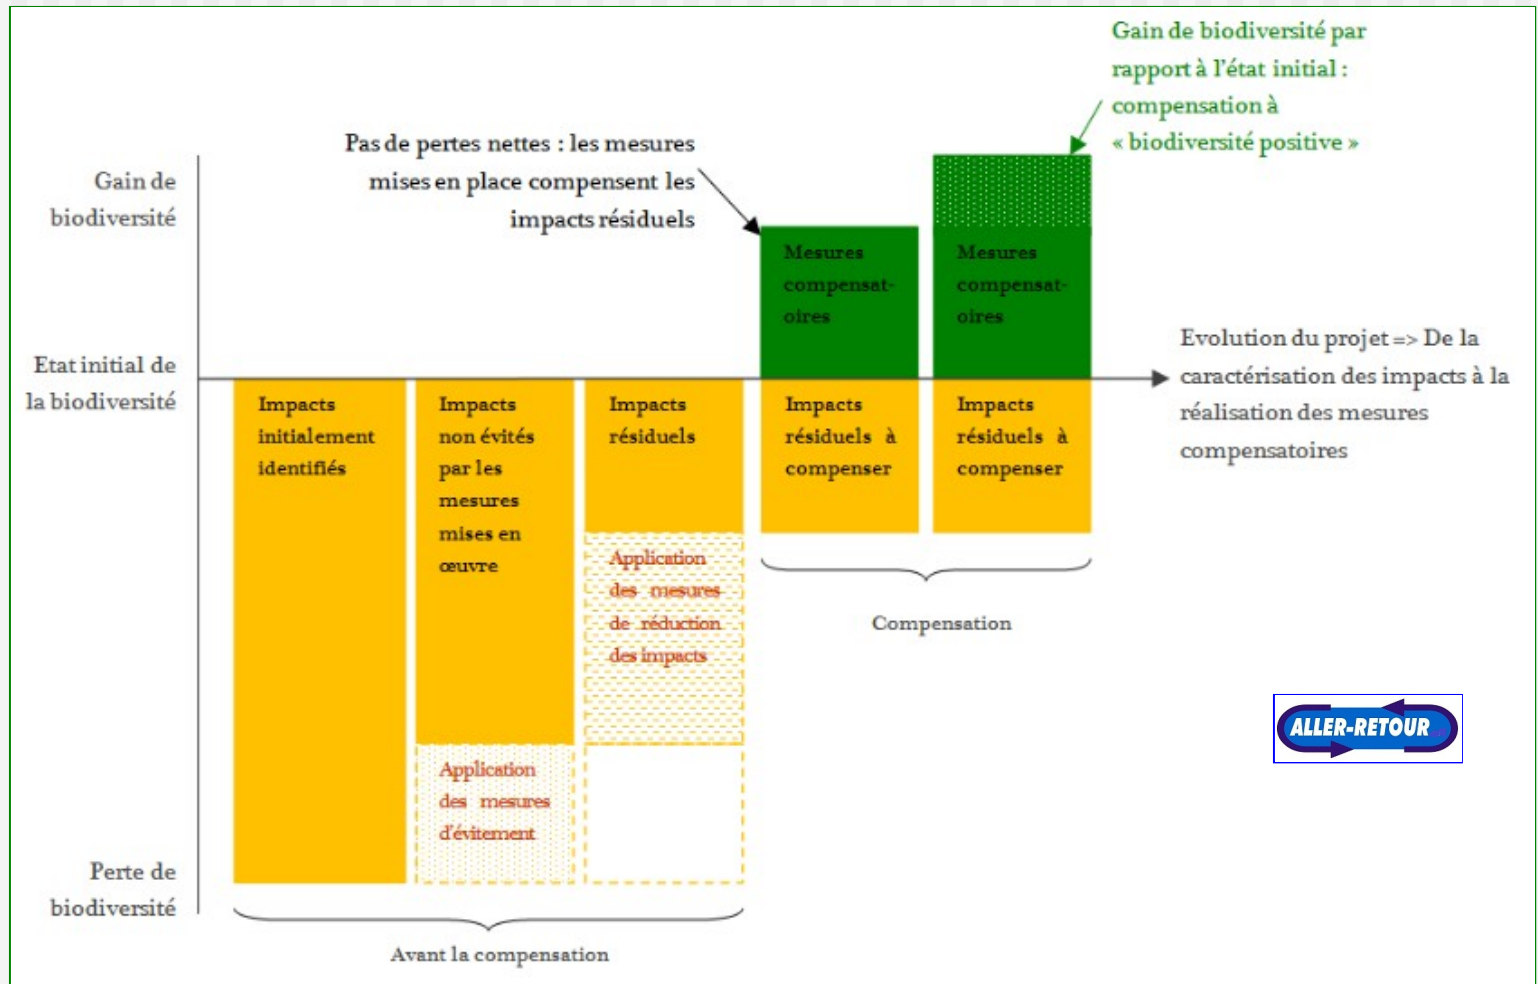 Gain de biodiversité par
rapport à l'état initial :
compensation à
« biodiversité positive »
Pas de pertes nettes : les mesures
mises en place compensent les
impacts résiduels
Gain de
biodiversité
Mesures
compensat-
oires
Mesures
compensat-
oires
Etat initial de
la biodiversité
Evolution du projet => De la
caractérisation des impacts à la
réalisation des mesures
compensatoires
Impacts
initialement
identifiés
Impacts
non évités
par les
mesures
mises en
œuvre
Impacts
résiduels
Impacts
résiduels à
compenser
Impacts
résiduels à
compenser
Application
des mesures
de réduction
des impacts
Compensation
Application
des mesures
d'évitement
ALLER-RETOUR
Perte de
biodiversité
Avant la compensation